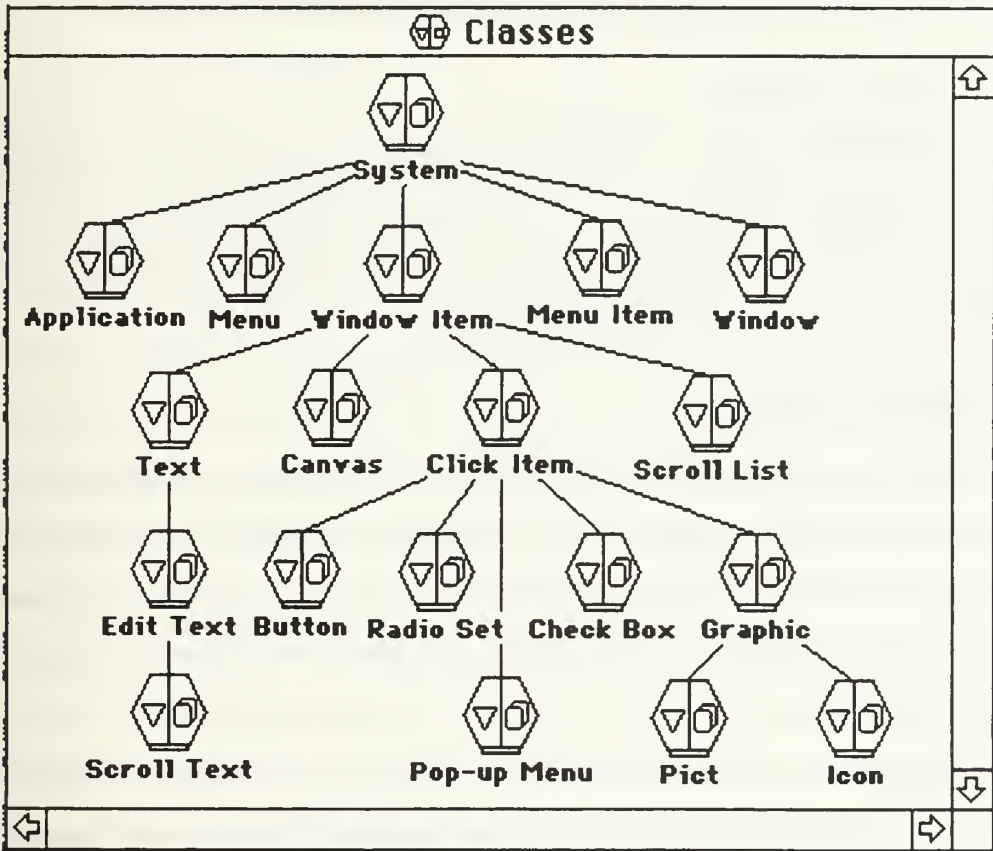 Classes
System
Application Menu Window Item Menu Item Window
Text Canvas Click Item Scroll List
Edit Text Button Radio Set Check Box Graphic
Scroll Text Pop-up Menu Pict Icon